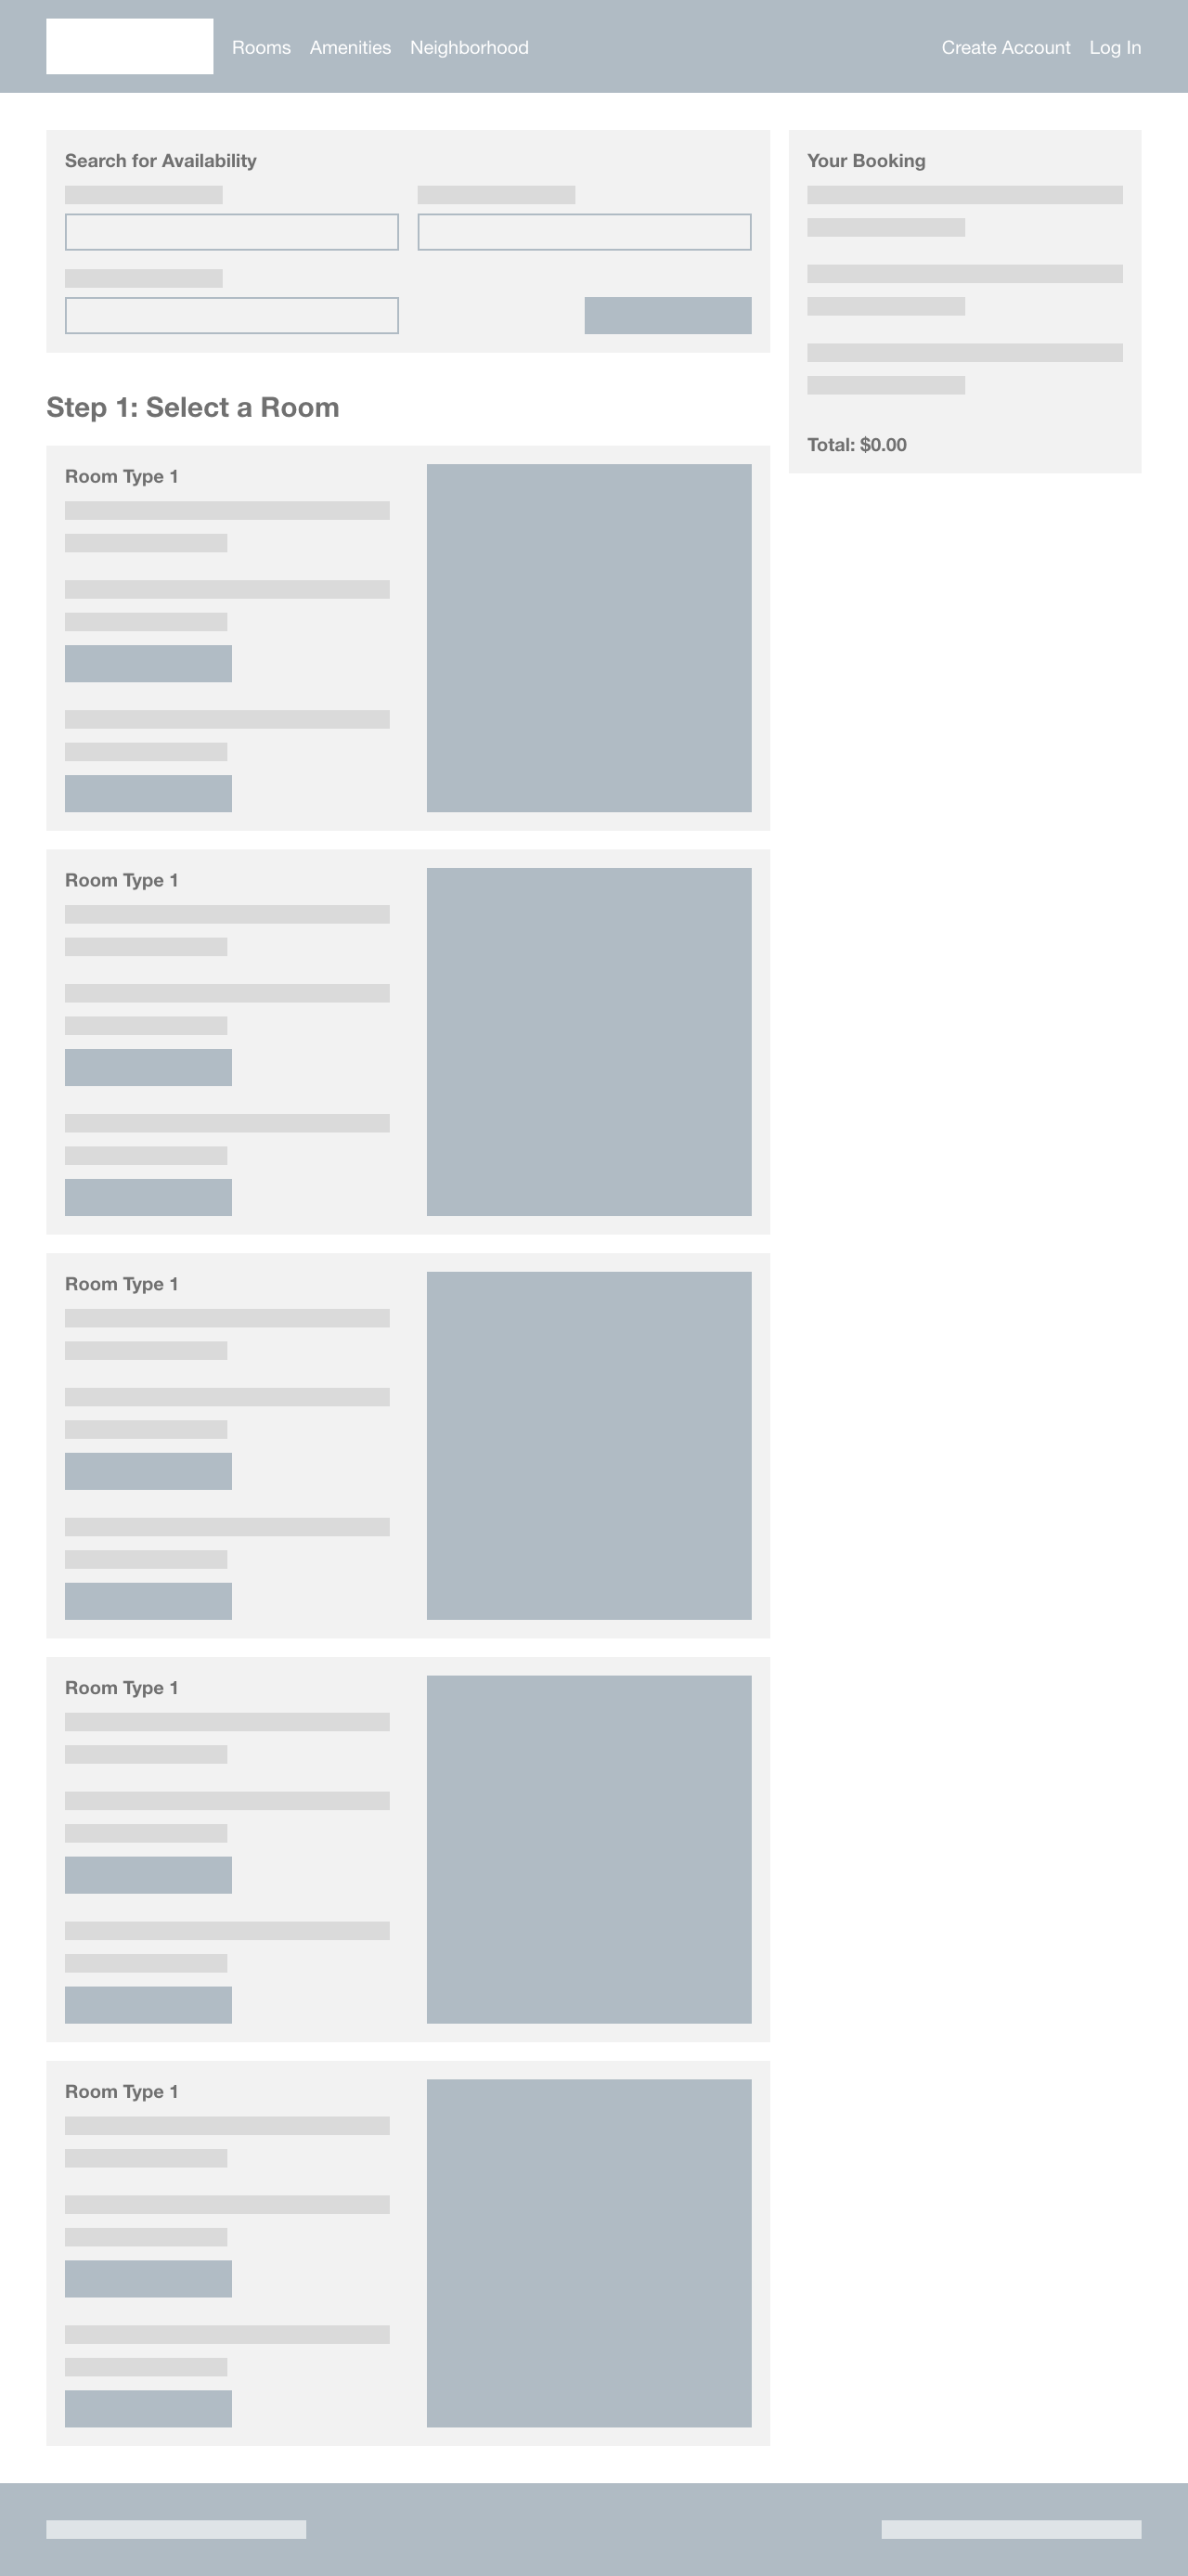 Rooms Amenities Neighborhood Create Account Log In
Search for Availability
Your Booking
Total: $0.00
Step 1: Select a Room
Room Type 1
Room Type 1
Room Type 1
Room Type 1
Room Type 1